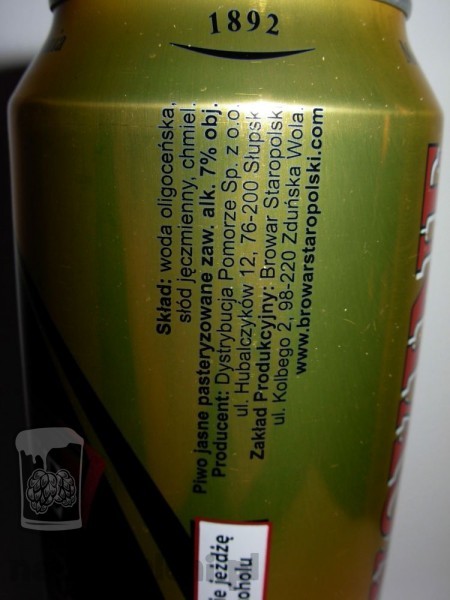 1892
Skład: woda oligoceńska,
słód jęczmienny, chmiel.
Piwo jasne pasteryzowane zaw. alk. 7% obj.
Producent: Dystrybucja Pomorze Sp. z o.o.
ul. Hubalczyków 12, 76-200 Słupsk
Zakład Produkcyjny: Browar Staropolsk
ul. Kolbego 2, 98-220 Zduńska Wola.
www.browarstaropolski.com
ie jeżdżę
oholu